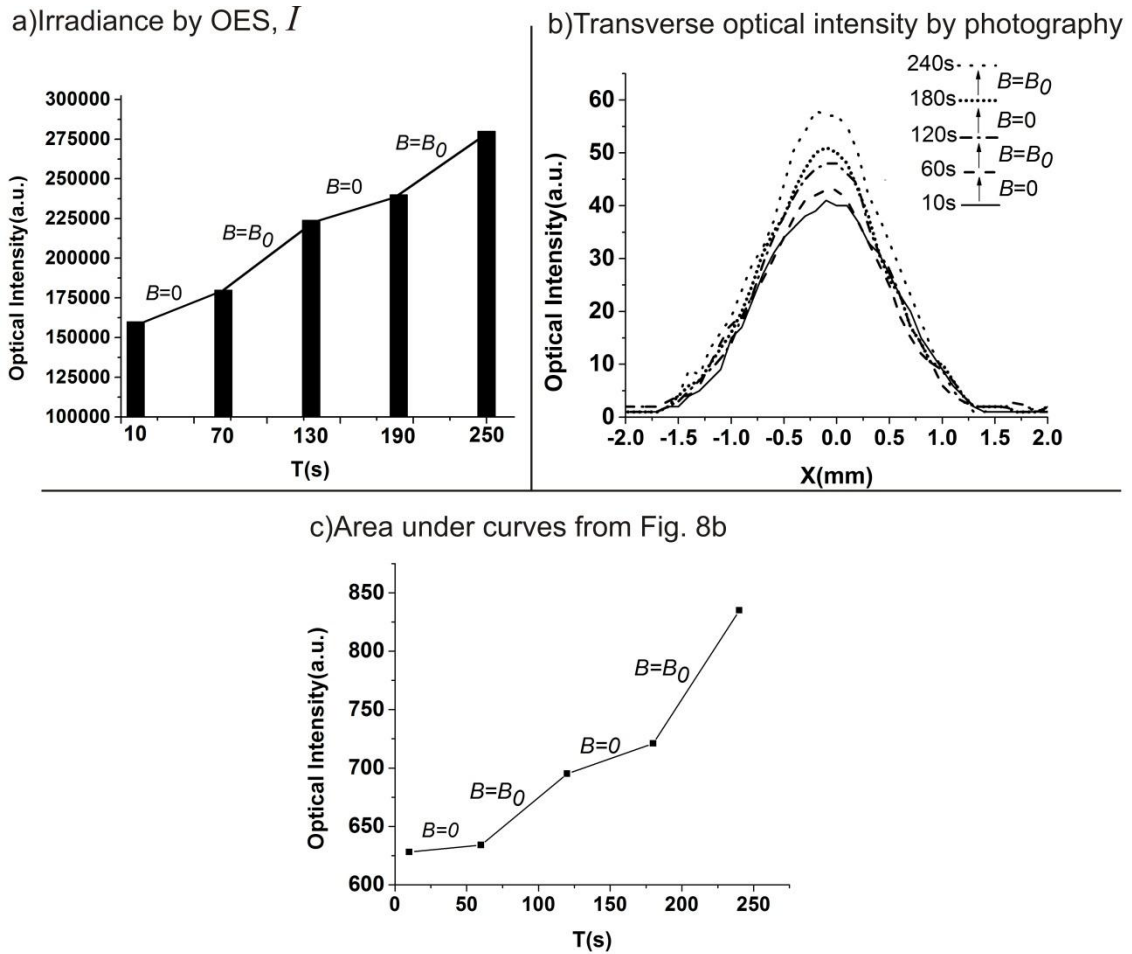 a)Irradiance by OES, I
Optical Intensity(a.u.)
300000
275000
250000
225000
200000
175000
150000
125000
100000
B=0
B=B0
B=0
B=B0
10 70 130 190 250
T(s)
b)Transverse optical intensity by photography
Optical Intensity(a.u.)
60
50
40
30
20
10
0
240s
B=B0
180s
B=0
120s
B=B0
60s
B=0
10s
-2.0 -1.5 -1.0 -0.5 0.0 0.5 1.0 1.5 2.0
X(mm)
c)Area under curves from Fig. 8b
Optical Intensity(a.u.)
850
800
750
700
650
600
B=0
B=B0
B=0
B=B0
0 50 100 150 200 250
T(s)